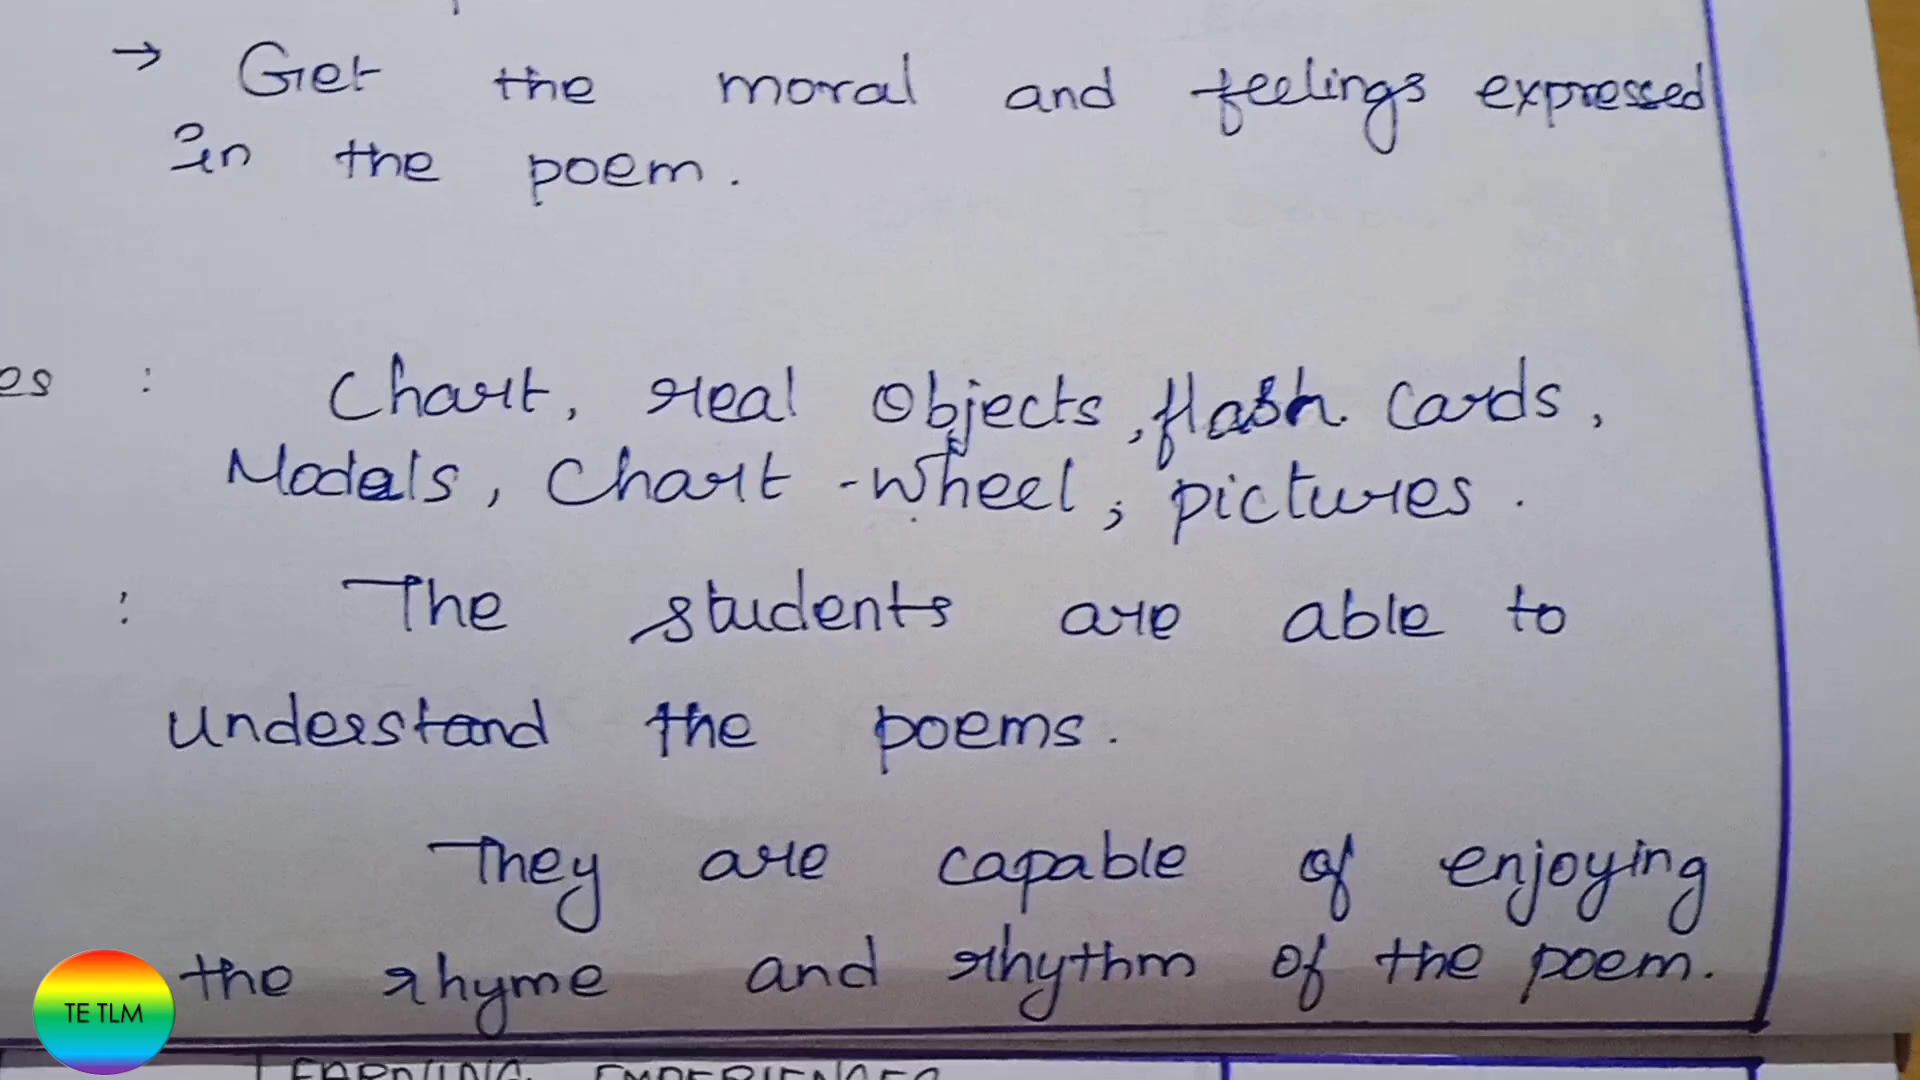 → Get the moral and feelings expressed
in the poem.
es : Chart, real Objects, flash cards,
Models, Chart - wheel, pictures.
: The students are able to
understand the poems.
They are capable of enjoying
the rhyme and rhythm of the poem.
TE TLM
LEARNING EXPERIENCES